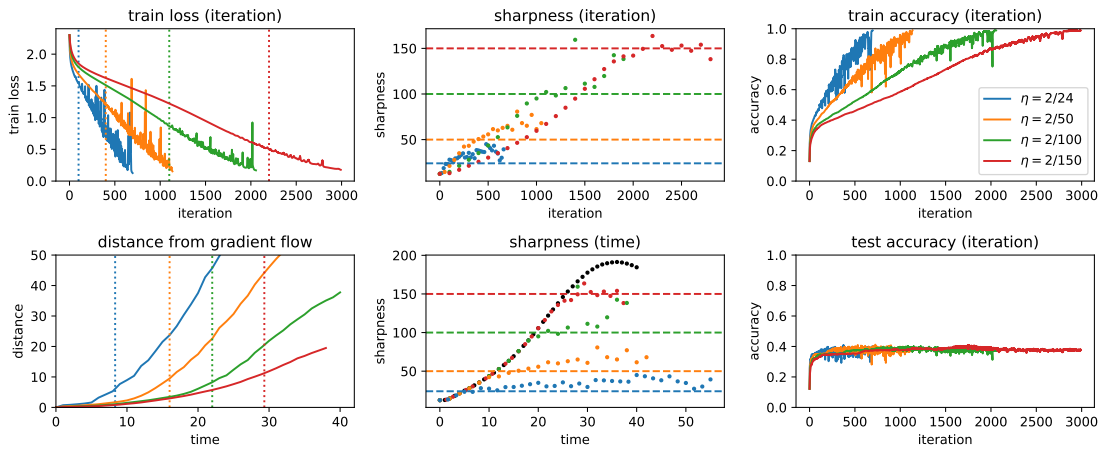 train loss (iteration)
train loss
2.0
1.5
1.0
0.5
0.0
0 500 1000 1500 2000 2500 3000
iteration
sharpness (iteration)
sharpness
150
100
50
0 500 1000 1500 2000 2500
iteration
train accuracy (iteration)
accuracy
1.0
0.8
0.6
0.4
0.2
0.0
η = 2/24
η = 2/50
η = 2/100
η = 2/150
0 500 1000 1500 2000 2500 3000
iteration
distance from gradient flow
distance
50
40
30
20
10
0
0 10 20 30 40
time
sharpness (time)
sharpness
200
150
100
50
0 10 20 30 40 50
time
test accuracy (iteration)
accuracy
1.0
0.8
0.6
0.4
0.2
0.0
0 500 1000 1500 2000 2500 3000
iteration